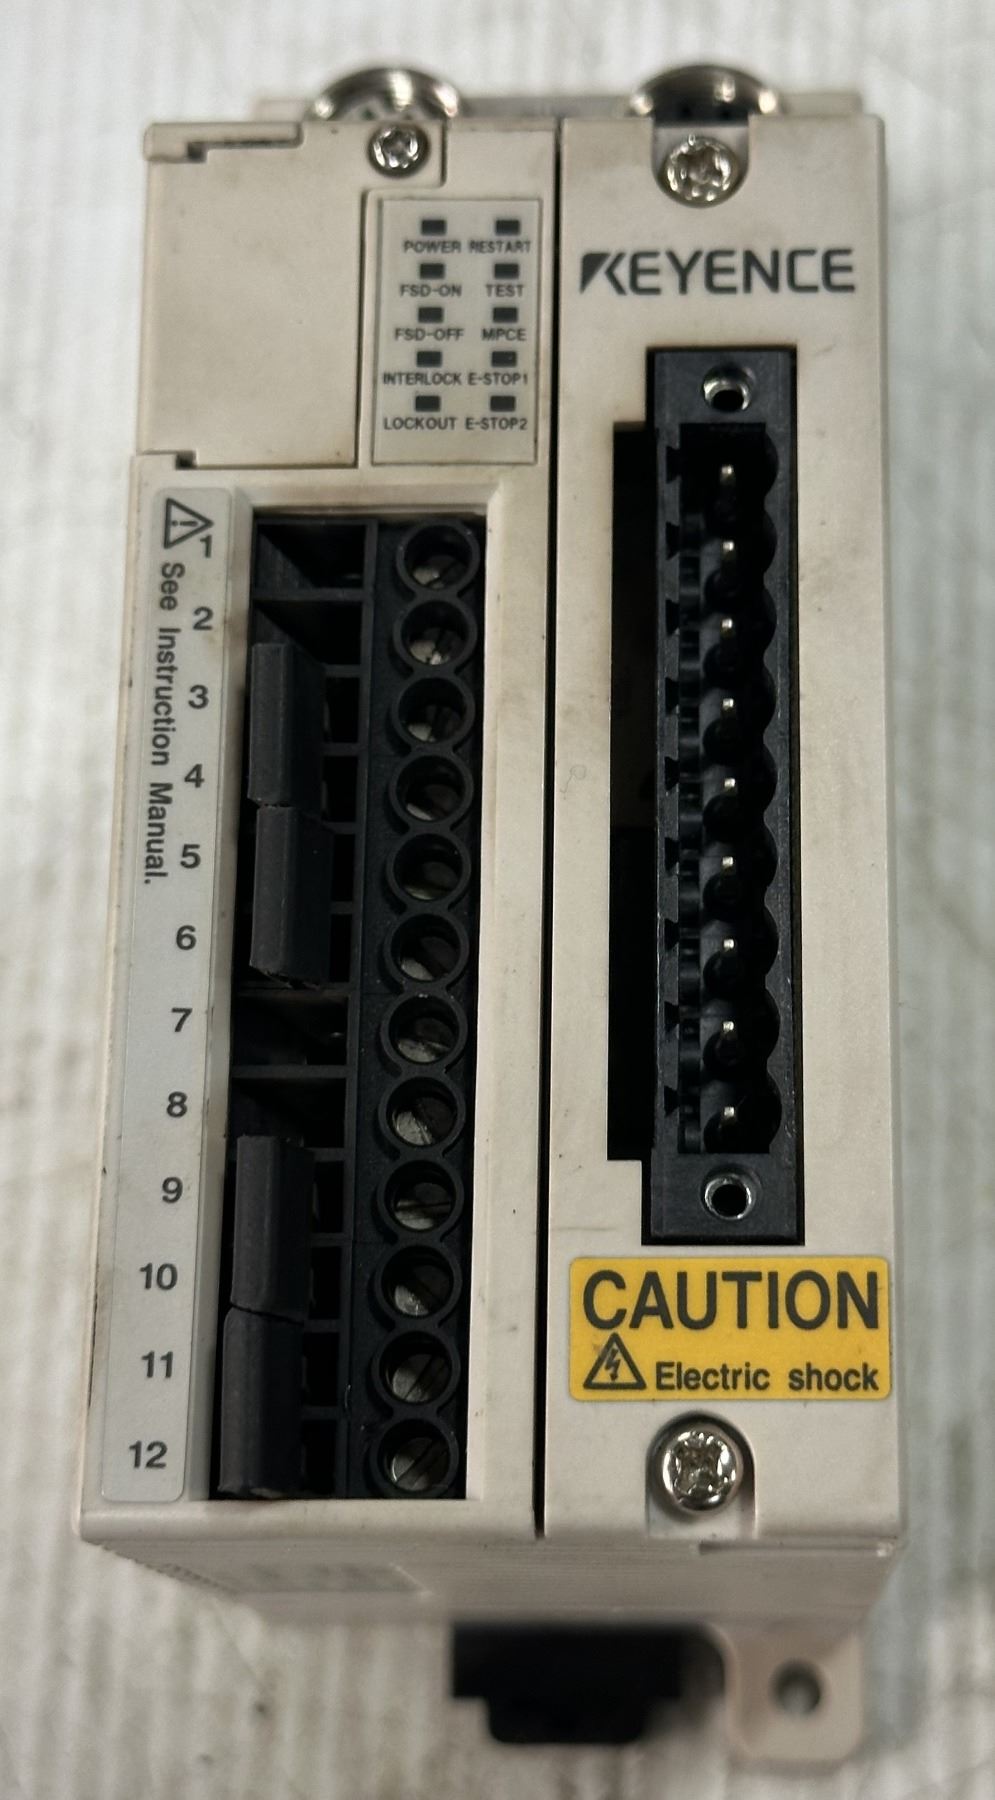 POWER RESTART
FSD-ON TEST
FSD-OFF MPCE
INTERLOCK E-STOP1
LOCKOUT E-STOP2
KEYENCE
See Instruction Manual.
1
2
3
4
5
6
7
8
9
10
11
12
CAUTION
Electric shock